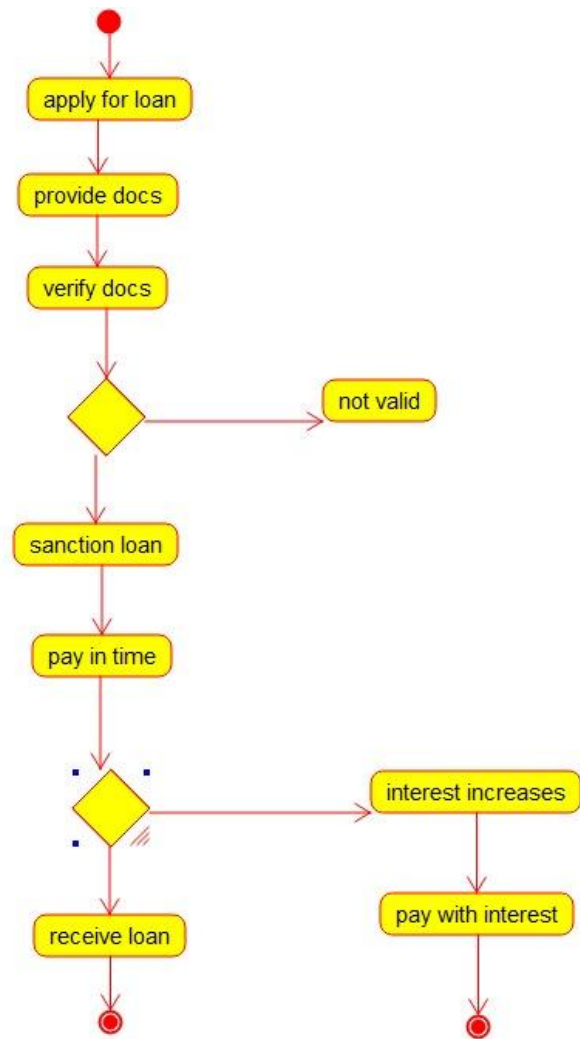 apply for loan
provide docs
verify docs
not valid
sanction loan
pay in time
interest increases
pay with interest
receive loan